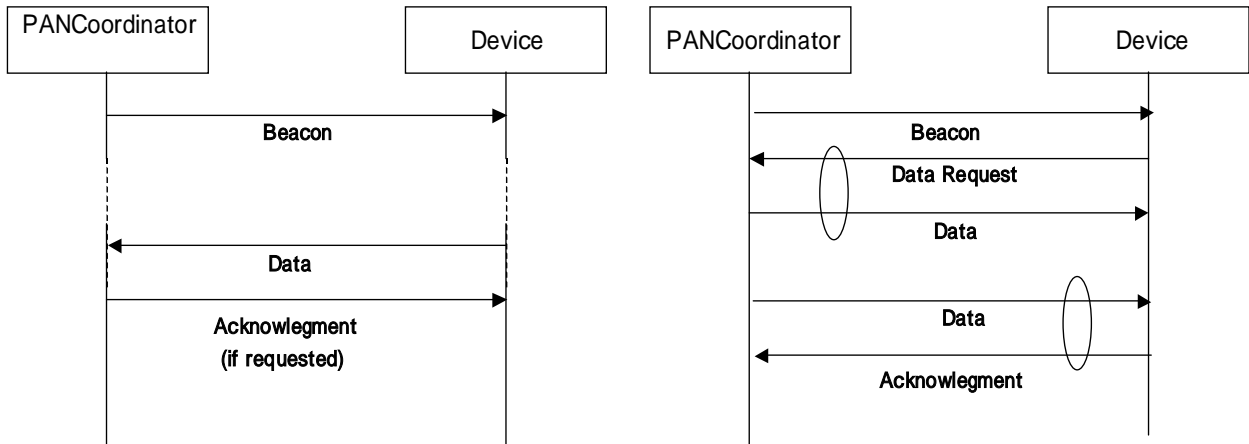 PANCoordinator
Device
Beacon
Data
Acknowlegment
(if requested)
PANCoordinator
Device
Beacon
Data Request
Data
Data
Acknowlegment